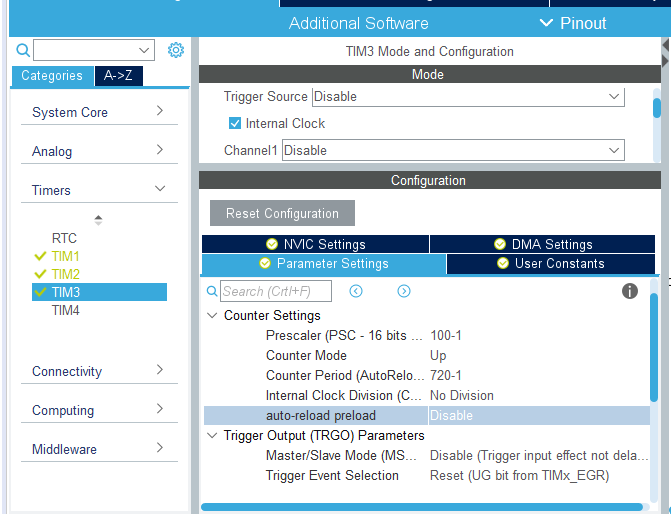 Additional Software
Pinout
TIM3 Mode and Configuration
Categories
A->Z
System Core
Analog
Timers
RTC
TIM1
TIM2
TIM3
TIM4
Connectivity
Computing
Middleware
Mode
Trigger Source Disable
Internal Clock
Channel1 Disable
Configuration
Reset Configuration
NVIC Settings
DMA Settings
Parameter Settings
User Constants
Search (Crtl+F)
Counter Settings
Prescaler (PSC - 16 bits ... 100-1
Counter Mode Up
Counter Period (AutoRelo... 720-1
Internal Clock Division (C... No Division
auto-reload preload Disable
Trigger Output (TRGO) Parameters
Master/Slave Mode (MS... Disable (Trigger input effect not dela...
Trigger Event Selection Reset (UG bit from TIMx_EGR)